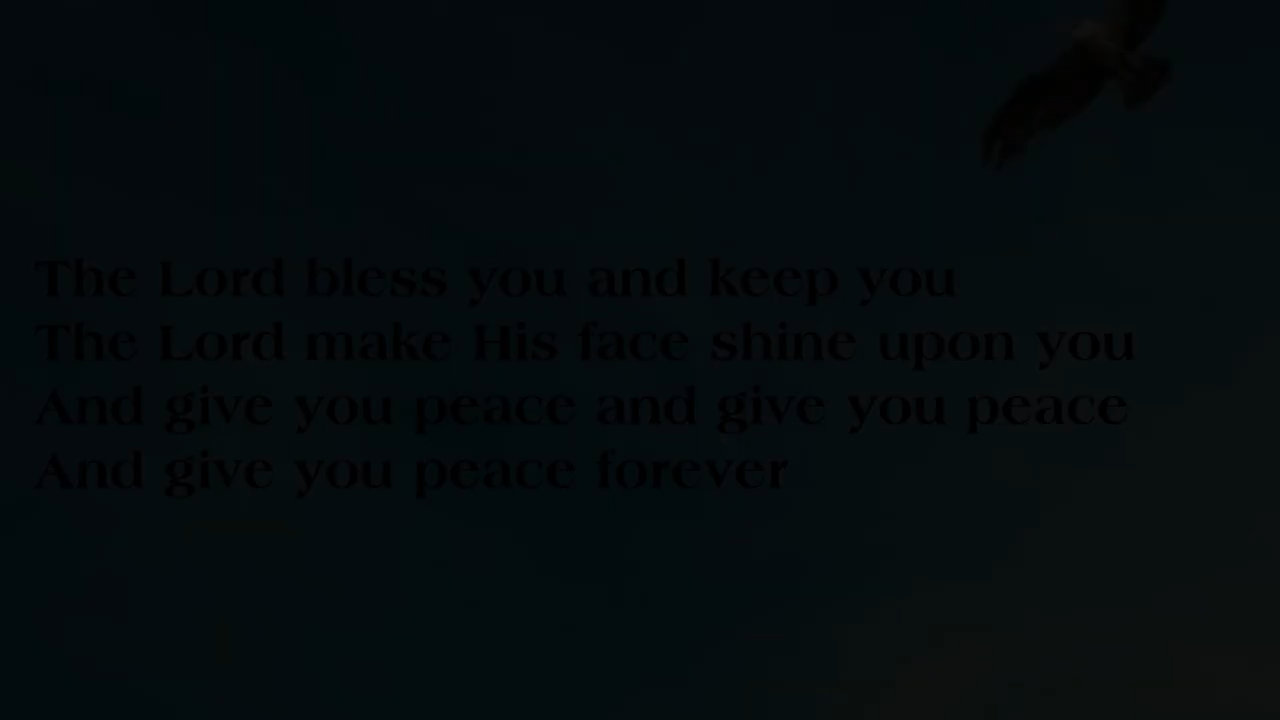 The Lord bless you and keep you
The Lord make His face shine upon you
And give you peace and give you peace
And give you peace forever